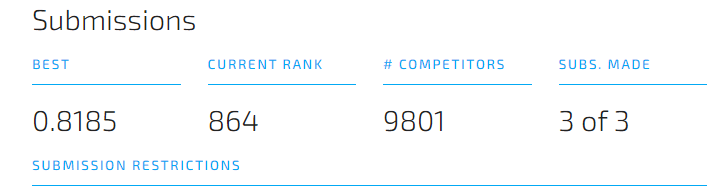 Submissions
BEST CURRENT RANK # COMPETITORS SUBS. MADE
0.8185 864 9801 3 of 3
SUBMISSION RESTRICTIONS